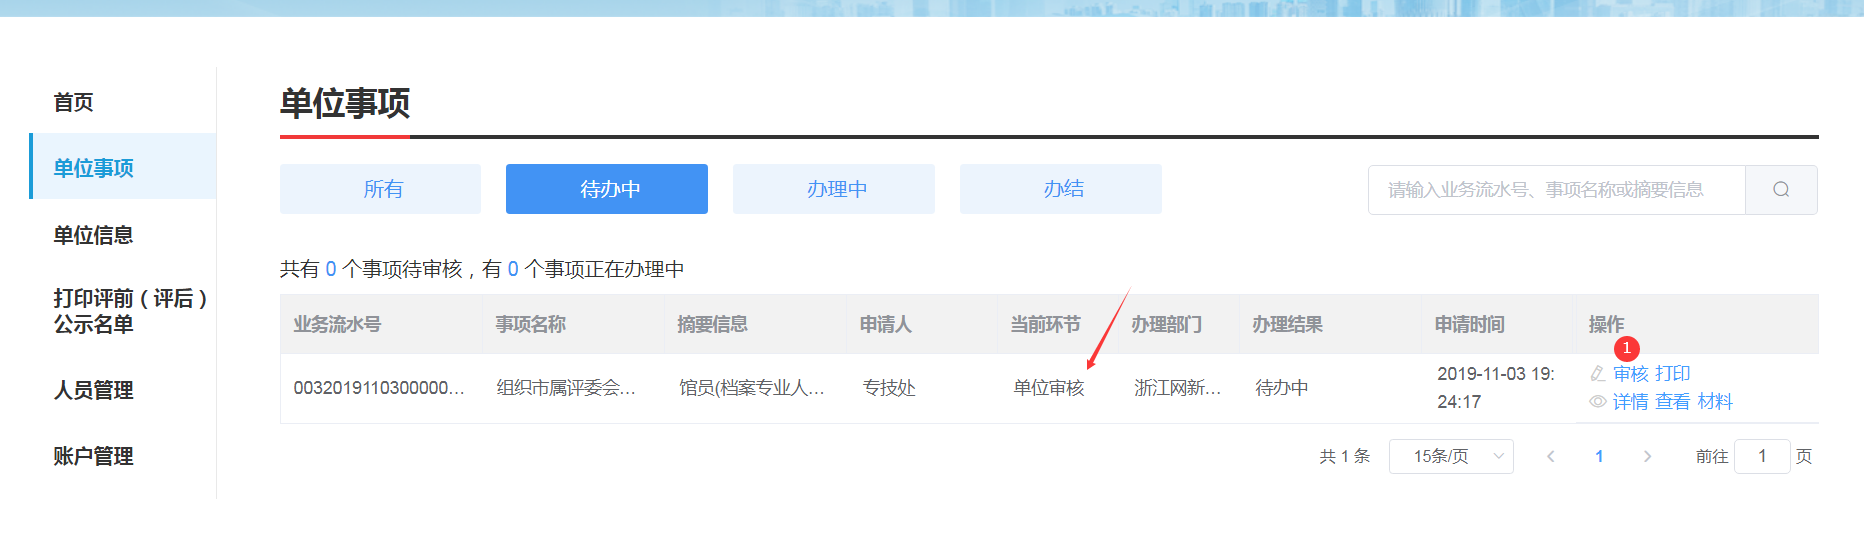 首页
单位事项
单位信息
打印评前（评后）
公示名单
人员管理
账户管理
单位事项
所有 待办中 办理中 办结 请输入业务流水号、事项名称或摘要信息
共有 0 个事项待审核，有 0 个事项正在办理中
业务流水号 事项名称 摘要信息 申请人 当前环节 办理部门 办理结果 申请时间 操作
1
0032019110300000... 组织市属评委会... 馆员(档案专业人... 专技处 单位审核 浙江网新... 待办中 2019-11-03 19:24:17 审核 打印
详情 查看 材料
共 1 条 15条/页 1 前往 1 页